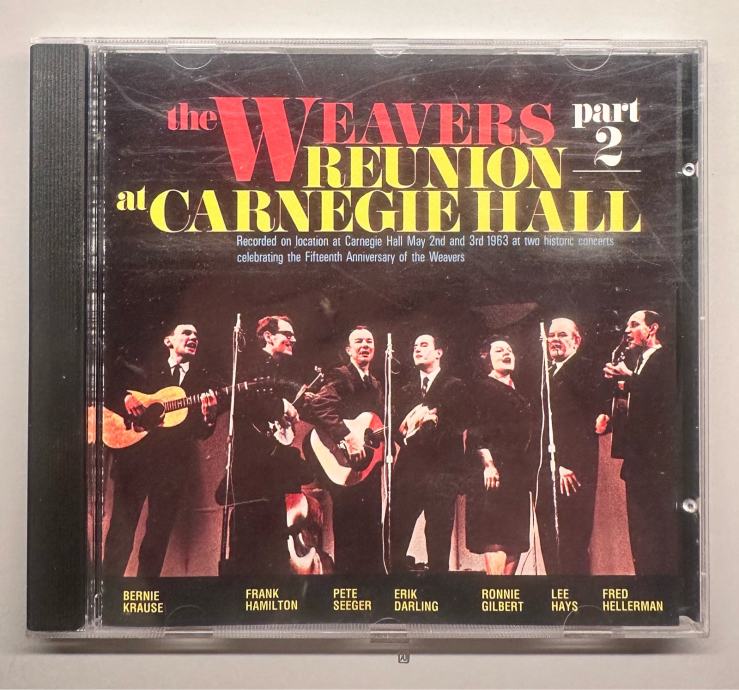 the WEAVERS part
2
REUNION
at CARNEGIE HALL
Recorded on location at Carnegie Hall May 2nd and 3rd 1963 at two historic concerts
celebrating the Fifteenth Anniversary of the Weavers
BERNIE
KRAUSE
FRANK
HAMILTON
PETE
SEEGER
ERIK
DARLING
RONNIE
GILBERT
LEE
HAYS
FRED
HELLERMAN